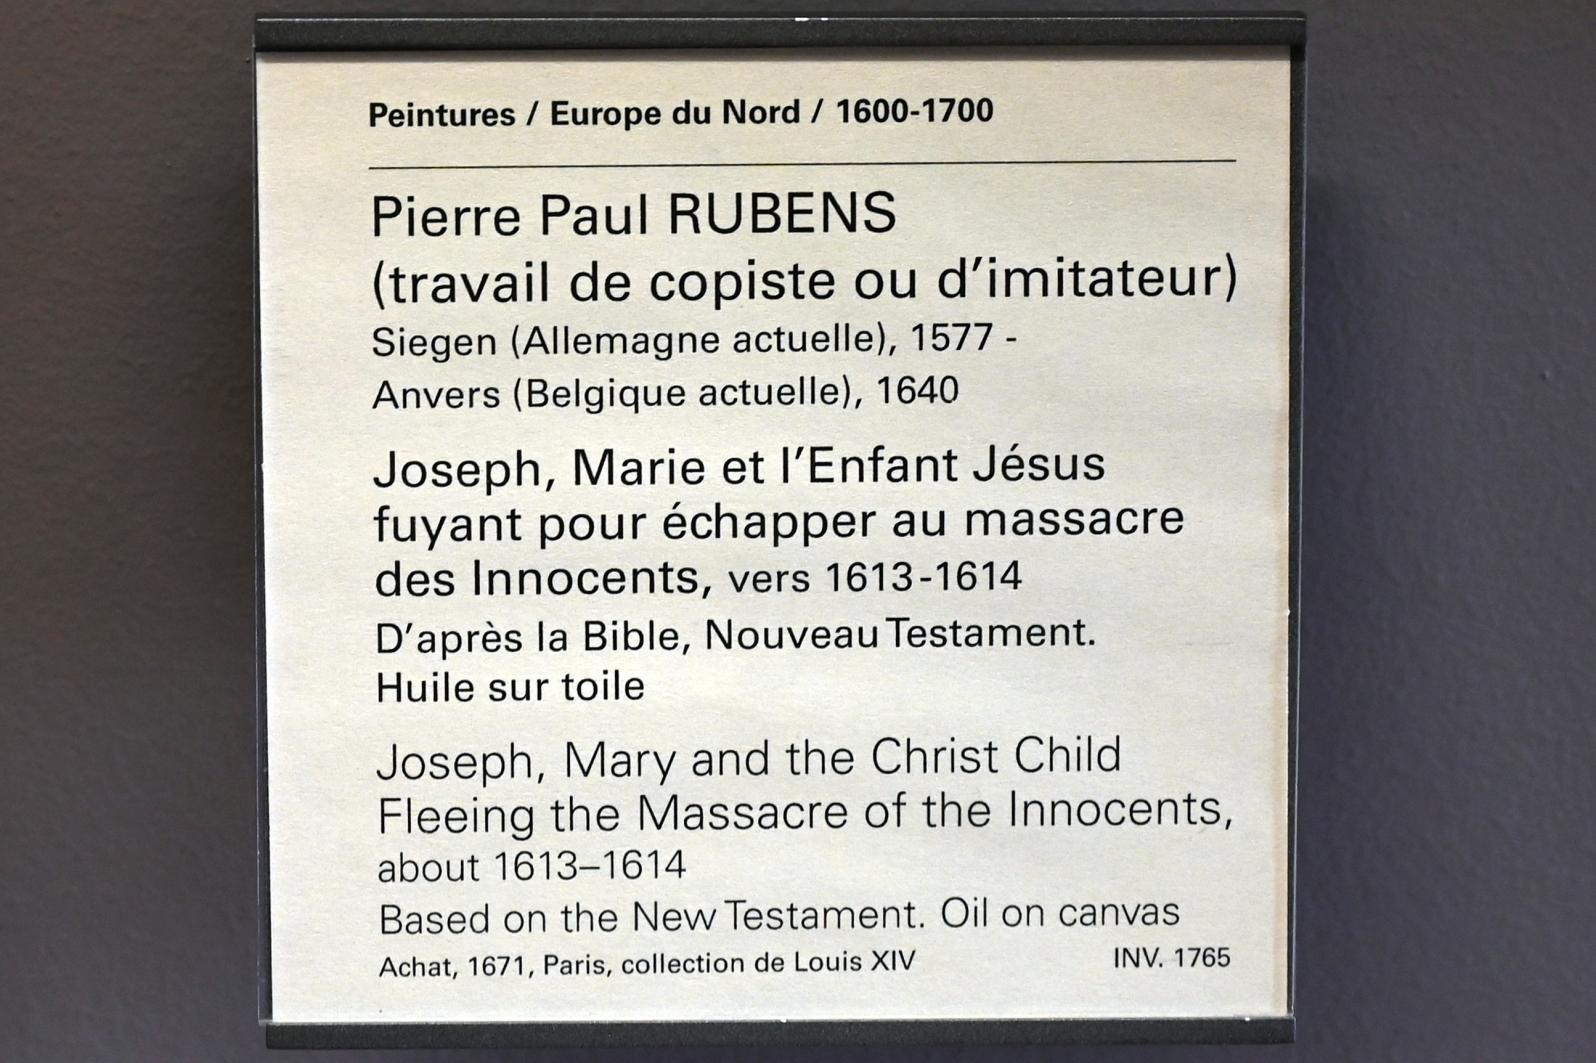 Peintures / Europe du Nord / 1600-1700
Pierre Paul RUBENS
(travail de copiste ou d'imitateur)
Siegen (Allemagne actuelle), 1577 -
Anvers (Belgique actuelle), 1640
Joseph, Marie et l'Enfant Jésus
fuyant pour échapper au massacre
des Innocents, vers 1613-1614
D'après la Bible, Nouveau Testament.
Huile sur toile
Joseph, Mary and the Christ Child
Fleeing the Massacre of the Innocents,
about 1613–1614
Based on the New Testament. Oil on canvas
Achat, 1671, Paris, collection de Louis XIV INV. 1765